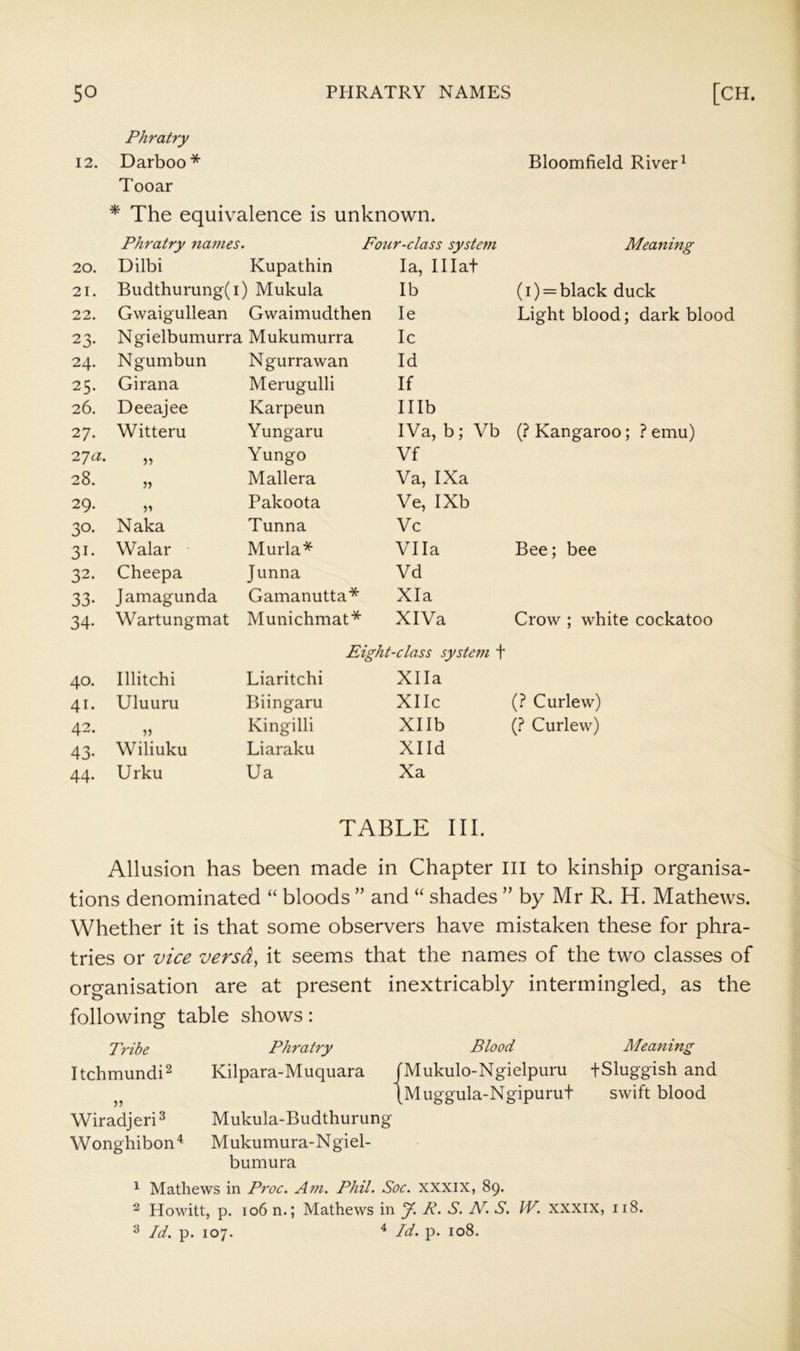 50 PHRATRY NAMES [CH.
Phratry
12. Darboo * Bloomfield River¹
Tooar
* The equivalence is unknown.
Phratry names. Four-class system Meaning
20. Dilbi Kupathin Ia, IIIa†
21. Budthurung(1) Mukula Ib (1)=black duck
22. Gwaigullean Gwaimudthen Ie Light blood; dark blood
23. Ngielbumurra Mukumurra Ic
24. Ngumbun Ngurrawan Id
25. Girana Merugulli If
26. Deeajee Karpeun IIIb
27. Witteru Yungaru IVa, b; Vb (? Kangaroo; ? emu)
27a. „ Yungo Vf
28. „ Mallera Va, IXa
29. „ Pakoota Ve, IXb
30. Naka Tunna Vc
31. Walar Murla* VIIa Bee; bee
32. Cheepa Junna Vd
33. Jamagunda Gamanutta* XIa
34. Wartungmat Munichmat* XIVa Crow ; white cockatoo
Eight-class system †
40. Illitchi Liaritchi XIIa
41. Uluuru Biingaru XIIc (? Curlew)
42. „ Kingilli XIIb (? Curlew)
43. Wiliuku Liaraku XIId
44. Urku Ua Xa
TABLE III.
Allusion has been made in Chapter III to kinship organisa-
tions denominated “ bloods ” and “ shades ” by Mr R. H. Mathews.
Whether it is that some observers have mistaken these for phra-
tries or vice versâ, it seems that the names of the two classes of
organisation are at present inextricably intermingled, as the
following table shows:
Tribe Phratry Blood Meaning
Itchmundi² Kilpara-Muquara {Mukulo-Ngielpuru †Sluggish and
„ {Muggula-Ngipuru† swift blood
Wiradjeri³ Mukula-Budthurung
Wonghibon⁴ Mukumura-Ngiel-
bumura
¹ Mathews in Proc. Am. Phil. Soc. XXXIX, 89.
² Howitt, p. 106 n.; Mathews in J. R. S. N. S. W. XXXIX, 118.
³ Id. p. 107. ⁴ Id. p. 108.